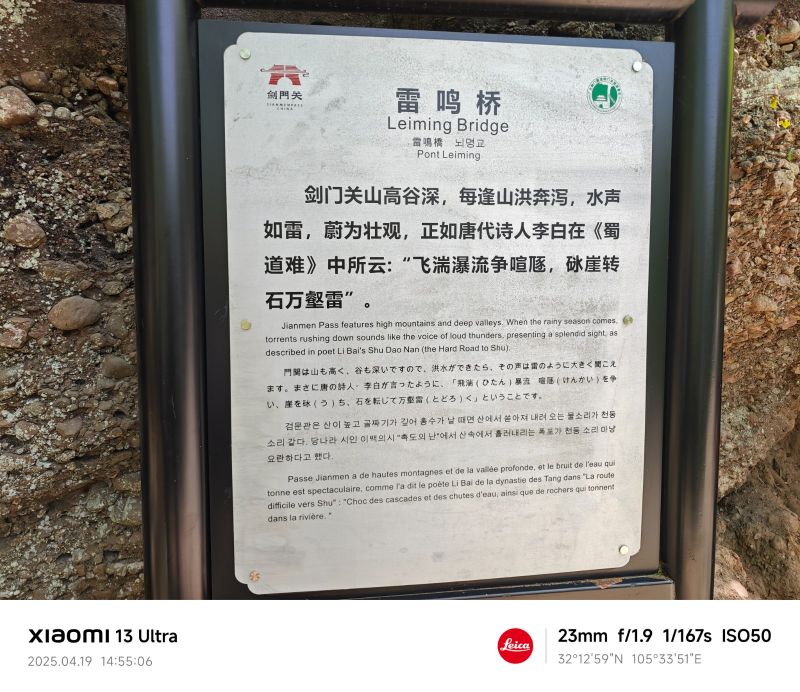 剑門关
JIANMENPASS
CHINA
雷鸣桥
Leiming Bridge
雷鳴橋 뇌명교
Pont Leiming
剑门关山高谷深，每逢山洪奔泻，水声
如雷，蔚为壮观，正如唐代诗人李白在《蜀
道难》中所云：“飞湍瀑流争喧豗，砯崖转
石万壑雷”。
Jianmen Pass features high mountains and deep valleys. When the rainy season comes,
torrents rushing down sounds like the voice of loud thunders, presenting a splendid sight, as
described in poet Li Bai's Shu Dao Nan (the Hard Road to Shu).
門関は山も高く、谷も深いですので、洪水ができたら、その声は雷のように大きく聞こえ
ます。まさに唐の詩人・李白が言ったように、「飛湍（ひたん）暴流 喧豗（けんかい）を争
い、崖を砯（う）ち、石を転じて万壑雷（とどろ）く」ということです。
검문관은 산이 높고 골짜기가 깊어 홍수가 날 때면 산에서 쏟아져 내려 오는 물소리가 천둥
소리 같다. 당나라 시인 이백의시 "촉도의 난"에서 산속에서 흘러내리는 폭포가 천둥 소리 마냥
요란하다고 했다.
Passe Jianmen a de hautes montagnes et de la vallée profonde, et le bruit de l'eau qui
tonne est spectaculaire, comme l'a dit le poète Li Bai de la dynastie des Tang dans "La route
difficile vers Shu" : "Choc des cascades et des chutes d'eau, ainsi que de rochers qui tonnent
dans la rivière. "
XIAOMI 13 Ultra
2025.04.19 14:55:06
Leica
23mm f/1.9 1/167s ISO50
32°12'59"N 105°33'51"E